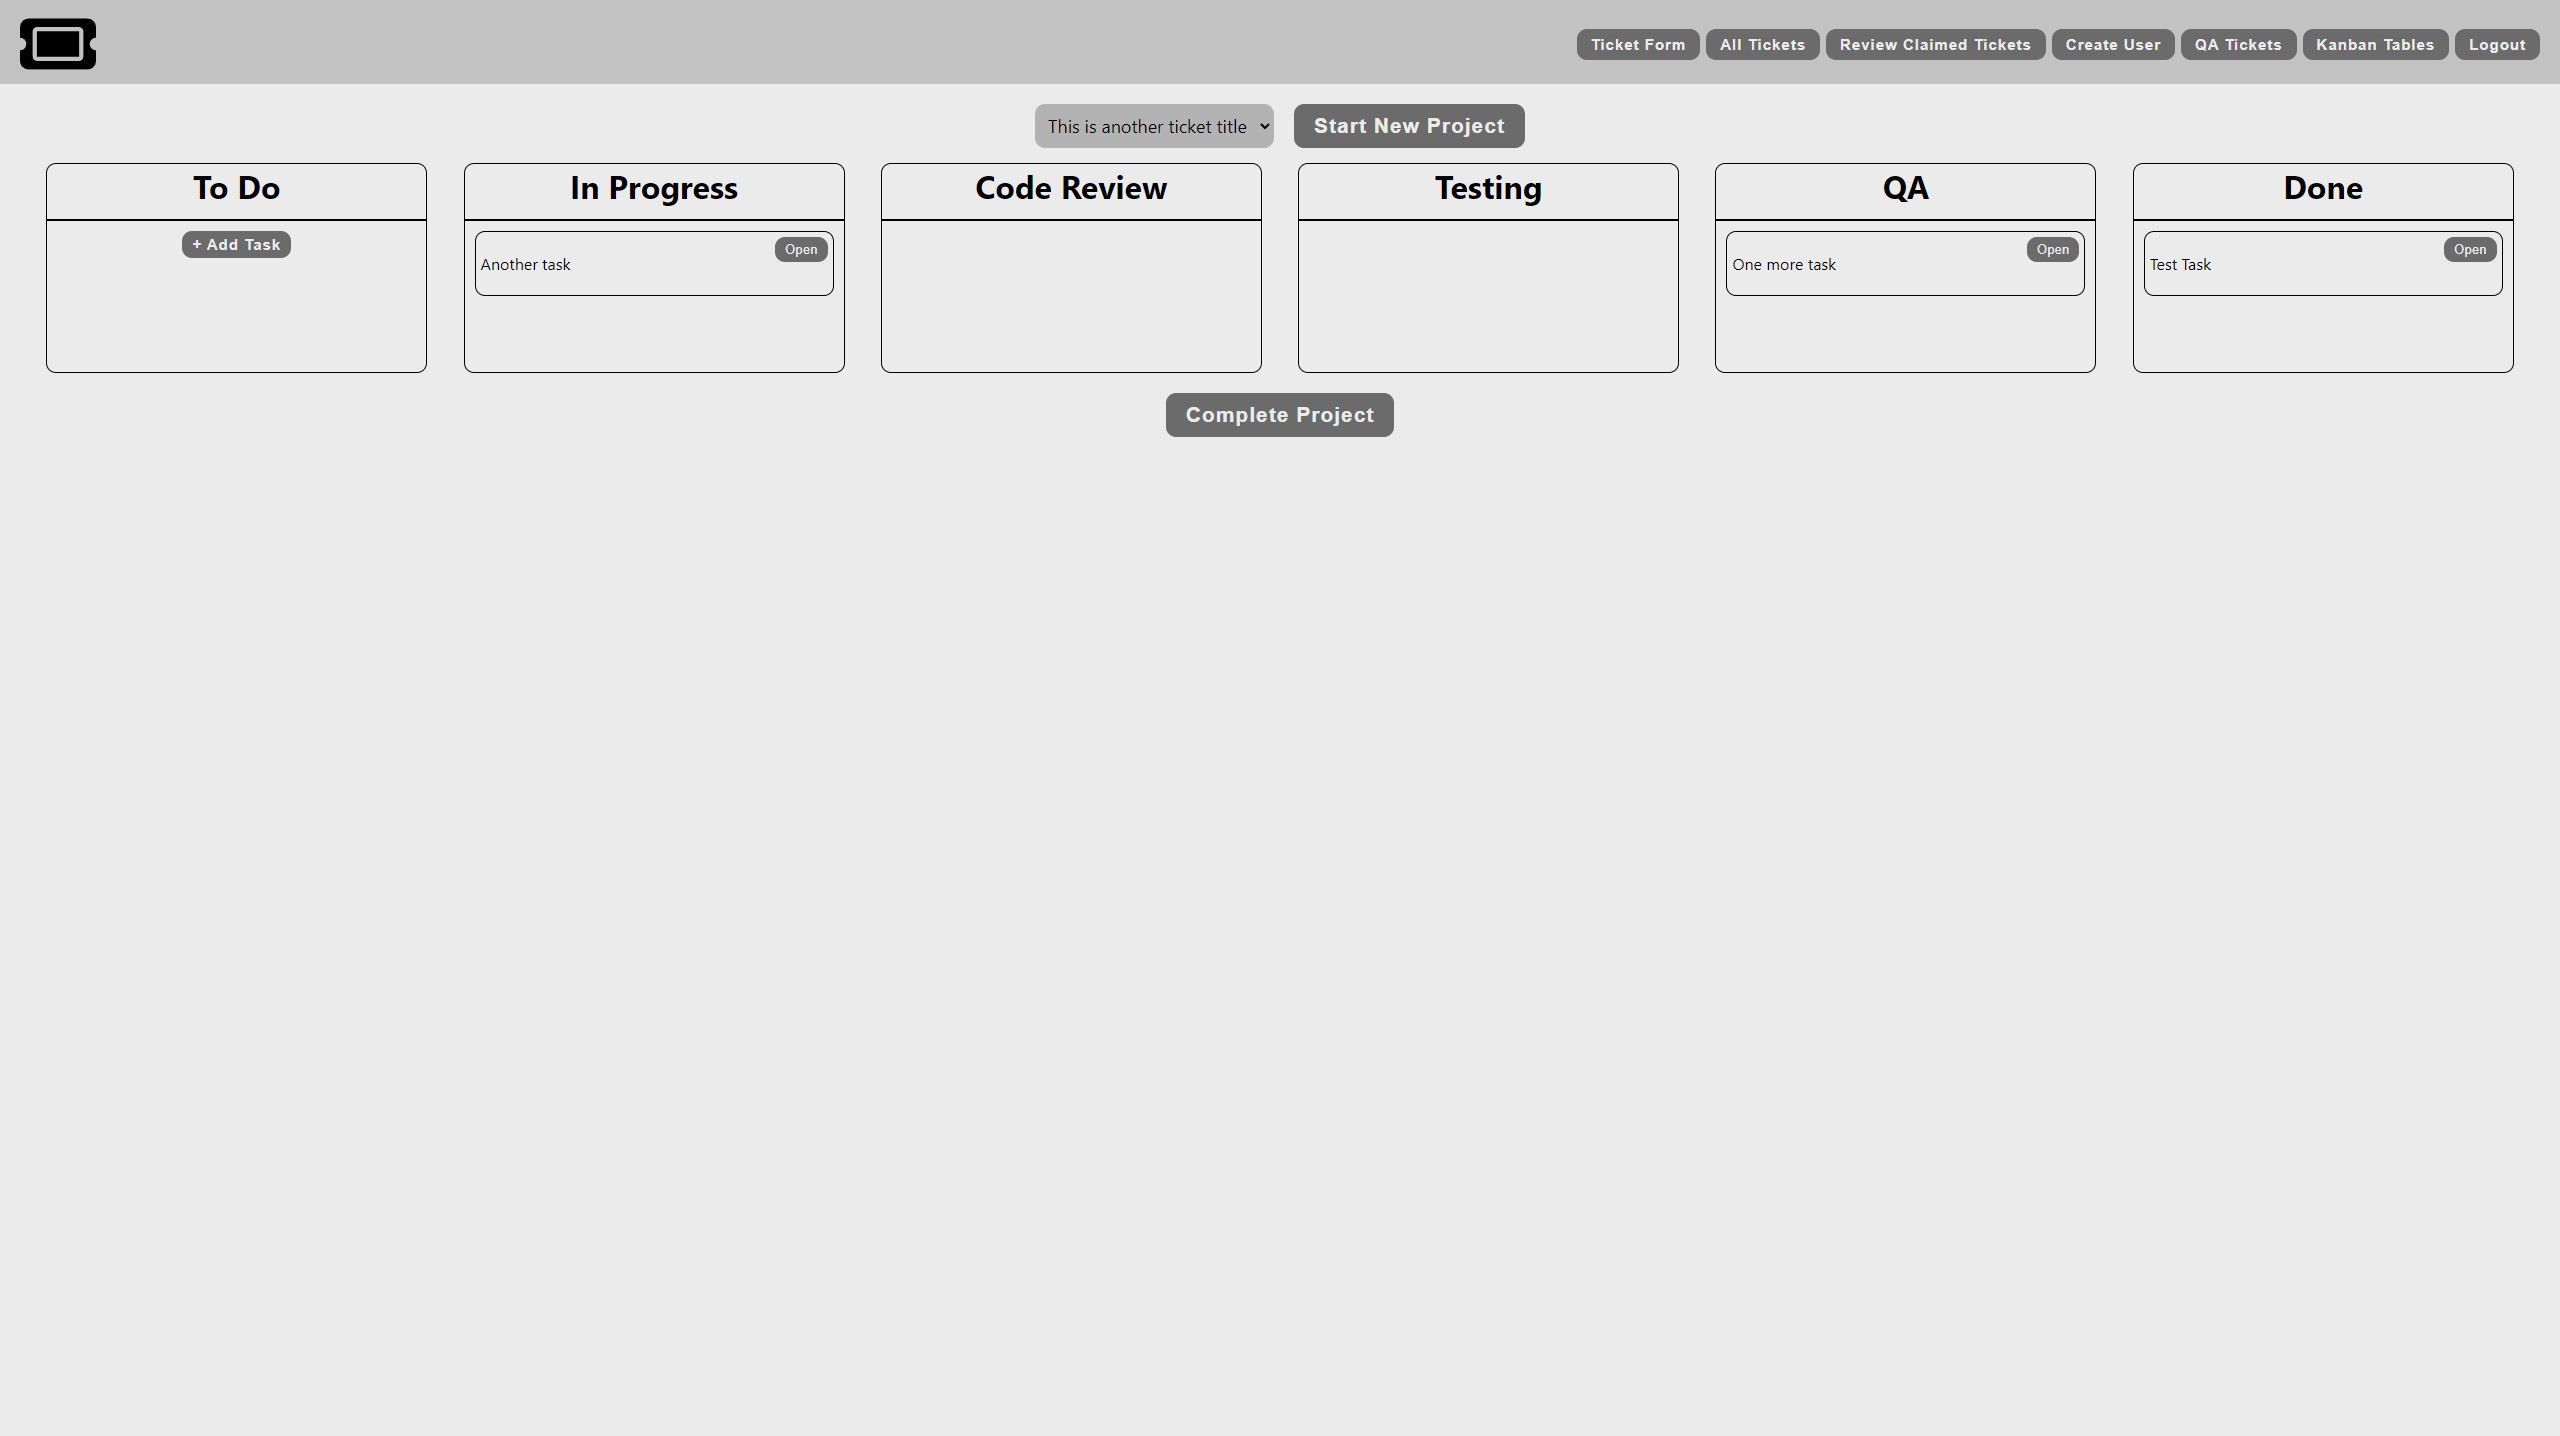 Ticket Form
All Tickets
Review Claimed Tickets
Create User
QA Tickets
Kanban Tables
Logout
This is another ticket title
Start New Project
To Do
+ Add Task
In Progress
Open
Another task
Code Review
Testing
QA
Open
One more task
Done
Open
Test Task
Complete Project